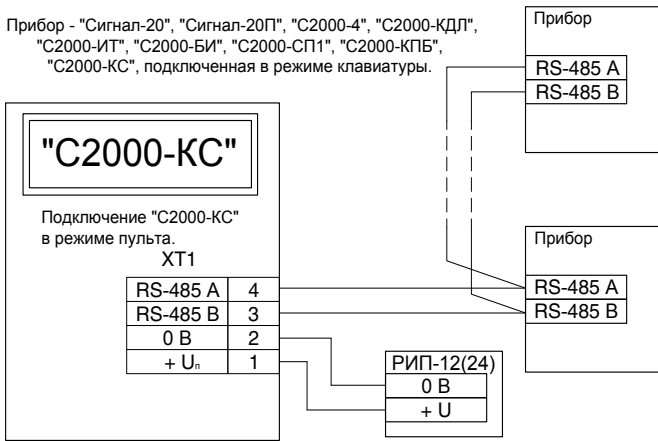 Прибор - "Сигнал-20", "Сигнал-20П", "С2000-4", "С2000-КДЛ",
"С2000-ИТ", "С2000-БИ", "С2000-СП1", "С2000-КПБ",
"С2000-КС", подключенная в режиме клавиатуры.
Прибор
RS-485 A
RS-485 B
"С2000-КС"
Подключение "С2000-КС"
в режиме пульта.
XT1
RS-485 A 4
RS-485 B 3
0 В 2
+ Uп 1
Прибор
RS-485 A
RS-485 B
РИП-12(24)
0 В
+ U